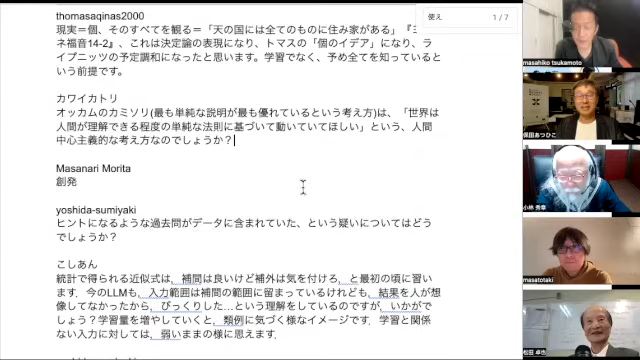 thomasaqinas2000
現実＝個、そのすべてを観る＝「天の国には全てのものに住み家がある」『ヨハ
ネ福音14-2』、これは決定論の表現になり、トマスの「個のイデア」になり、ラ
イプニッツの予定調和になったと思います。学習でなく、予め全てを知っていると
いう前提です。
カワイカトリ
オッカムのカミソリ(最も単純な説明が最も優れているという考え方)は、「世界は
人間が理解できる程度の単純な法則に基づいて動いていてほしい」という、人間
中心主義的な考え方なのでしょうか？
Masanari Morita
創発
yoshida-sumiyaki
ヒントになるような過去問がデータに含まれていた、という疑いについてはどう
でしょうか？
こしあん
統計で得られる近似式は、補間は良いけど補外は気を付けろ、と最初の頃に習い
ます．今のLLMも、入力範囲は補間の範囲に留まっているけれども、結果を人が想
像してなかったから、びっくりした…という理解をしているのですが、いかがで
しょう？学習量を増やしていくと、類例に気づく様なイメージです．学習と関係
ない入力に対しては、弱いままの様に思えます．
使え
1 / 7
masahiko tsukamoto
保田あつひこ
小林 秀章
masatotaki
松田 卓也